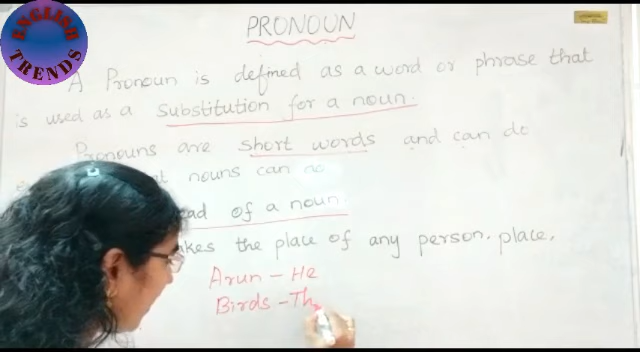 ENGLISH TRENDS
PRONOUN
A Pronoun is defined as a word or phrase that
is used as a substitution for a noun.
Pronouns are short words and can do
nouns can
of a noun.
the place of any person, place,
Arun - He
Birds - Th